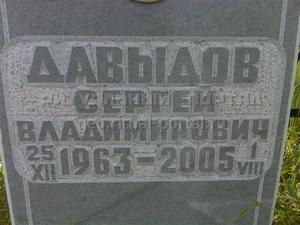 ДАВЫДОВ
СЕРГЕЙ
ВЛАДИМИРОВИЧ
25 XII 1963-2005 1 VIII